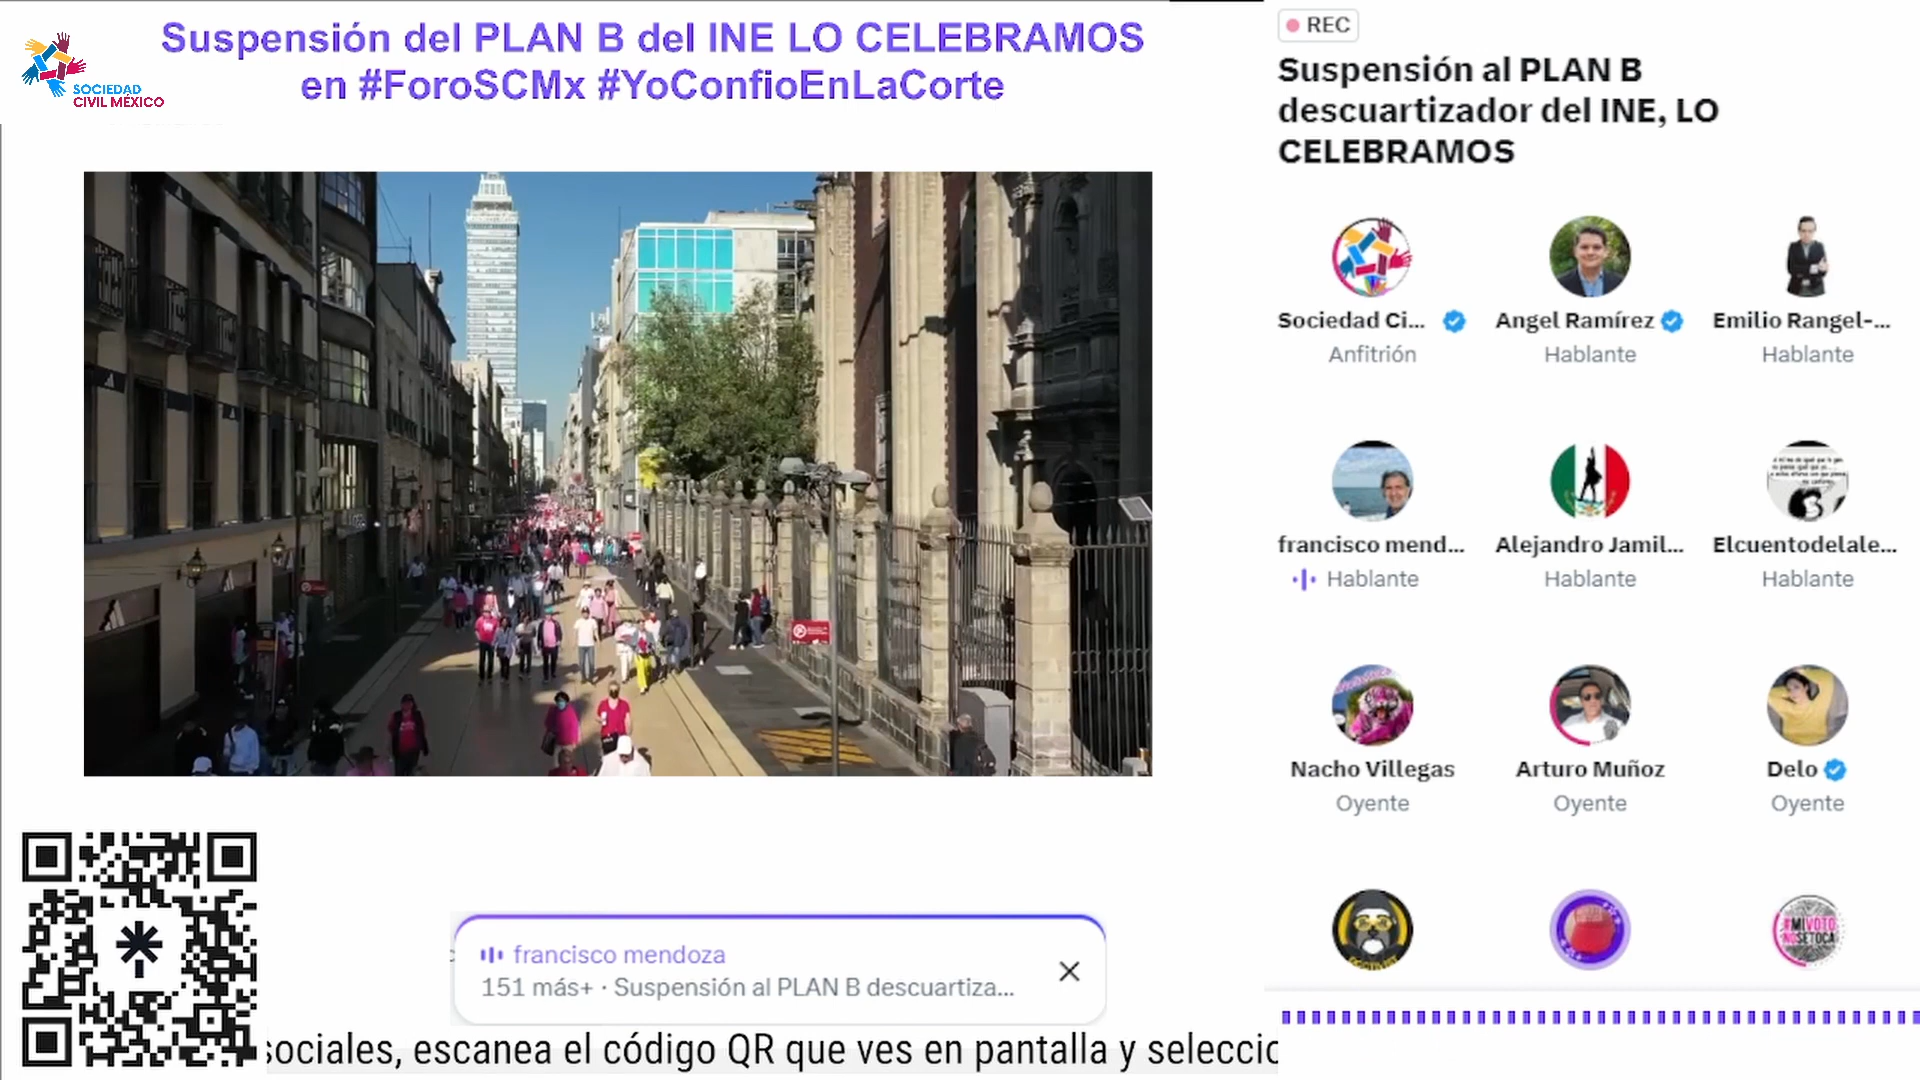 Suspensión del PLAN B del INE LO CELEBRAMOS
en #ForoSCMx #YoConfioEnLaCorte
SOCIEDAD
CIVIL MÉXICO
REC
Suspensión al PLAN B
descuartizador del INE, LO
CELEBRAMOS
Sociedad Ci...
Anfitrión
Angel Ramírez
Hablante
Emilio Rangel-...
Hablante
francisco mend...
Hablante
Alejandro Jamil...
Hablante
Elcuentodelale...
Hablante
Nacho Villegas
Oyente
Arturo Muñoz
Oyente
Delo
Oyente
#MIVOTO
NOSETOCA
francisco mendoza
151 más+ · Suspensión al PLAN B descuartiza...
sociales, escanea el código QR que ves en pantalla y seleccio